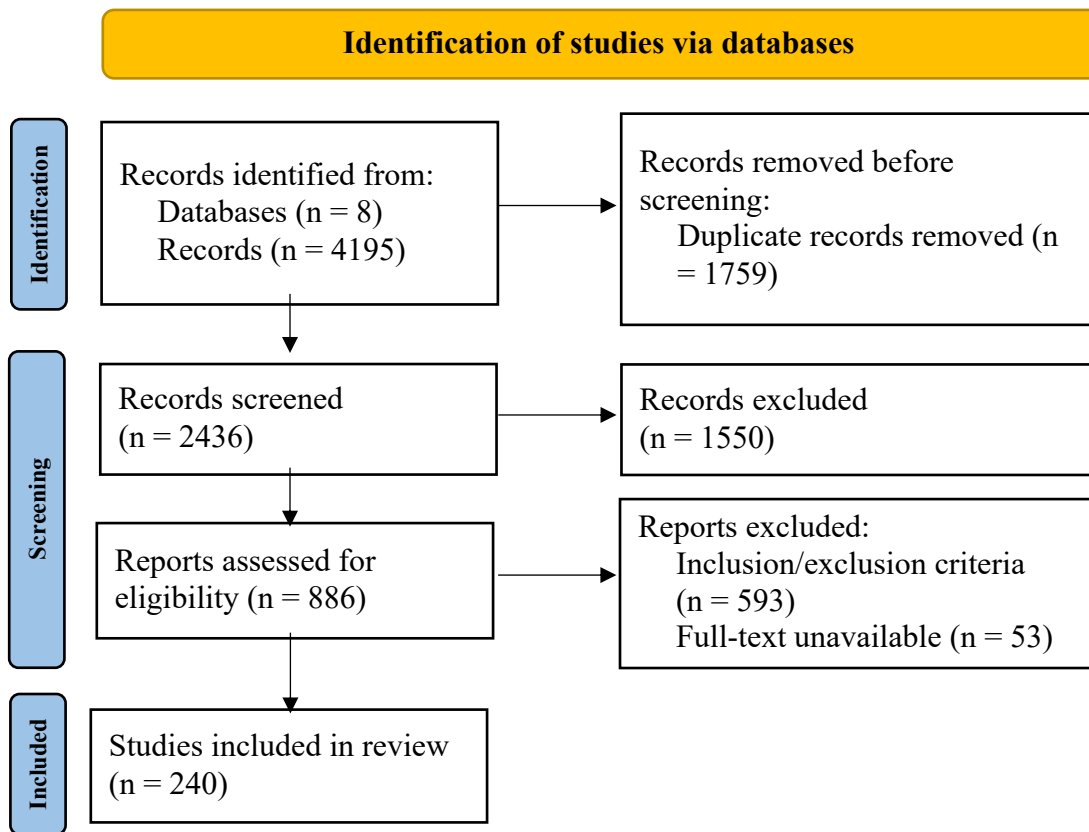 Identification of studies via databases
Identification
Records identified from:
Databases (n = 8)
Records (n = 4195)
Records removed before
screening:
Duplicate records removed (n
= 1759)
Screening
Records screened
(n = 2436)
Records excluded
(n = 1550)
Reports assessed for
eligibility (n = 886)
Reports excluded:
Inclusion/exclusion criteria
(n = 593)
Full-text unavailable (n = 53)
Included
Studies included in review
(n = 240)